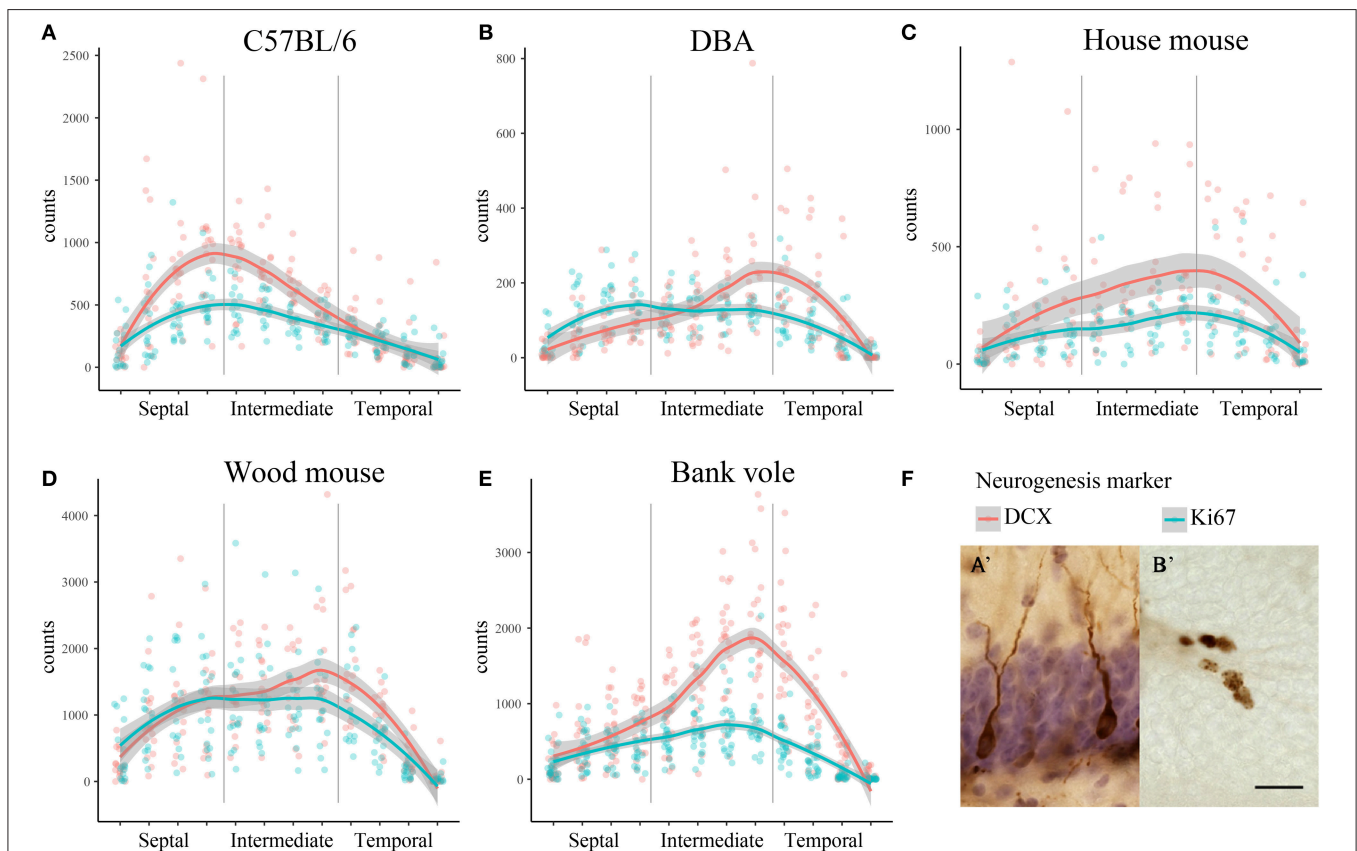 A
C57BL/6
2500
2000
1500
1000
500
0
counts
Septal Intermediate Temporal
B
DBA
800
600
400
200
0
counts
Septal Intermediate Temporal
C
House mouse
1000
500
0
counts
Septal Intermediate Temporal
D
Wood mouse
4000
3000
2000
1000
0
counts
Septal Intermediate Temporal
E
Bank vole
3000
2000
1000
0
counts
Septal Intermediate Temporal
F
Neurogenesis marker
DCX Ki67
A' B'